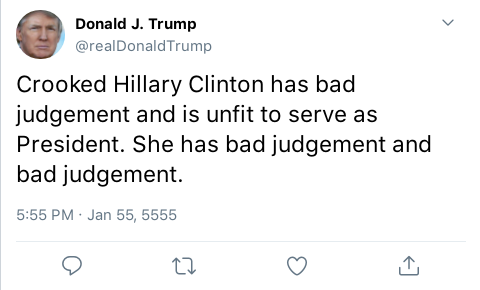 Donald J. Trump
@realDonaldTrump
Crooked Hillary Clinton has bad
judgement and is unfit to serve as
President. She has bad judgement and
bad judgement.
5:55 PM · Jan 55, 5555